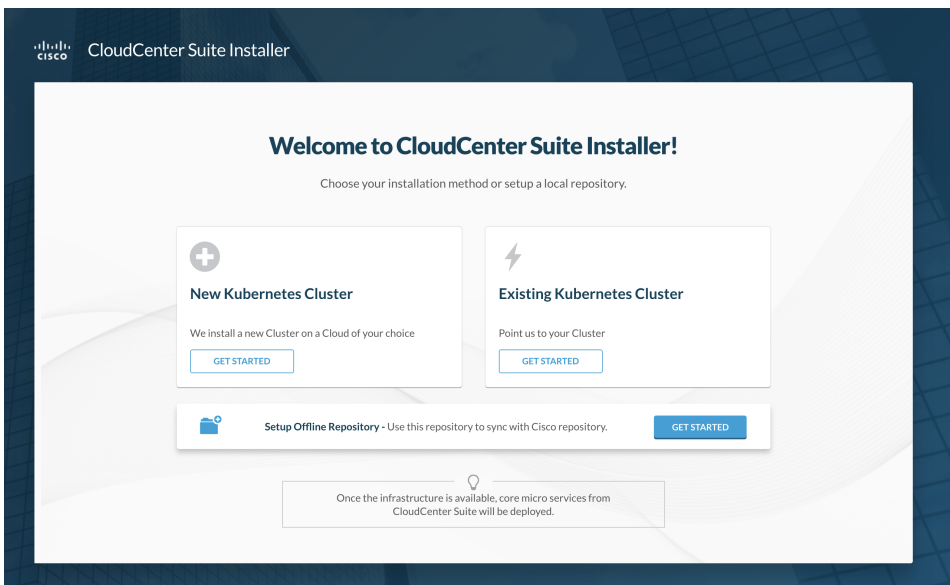 CISCO CloudCenter Suite Installer
Welcome to CloudCenter Suite Installer!
Choose your installation method or setup a local repository.
New Kubernetes Cluster
We install a new Cluster on a Cloud of your choice
GET STARTED
Existing Kubernetes Cluster
Point us to your Cluster
GET STARTED
Setup Offline Repository - Use this repository to sync with Cisco repository.
GET STARTED
Once the infrastructure is available, core micro services from
CloudCenter Suite will be deployed.